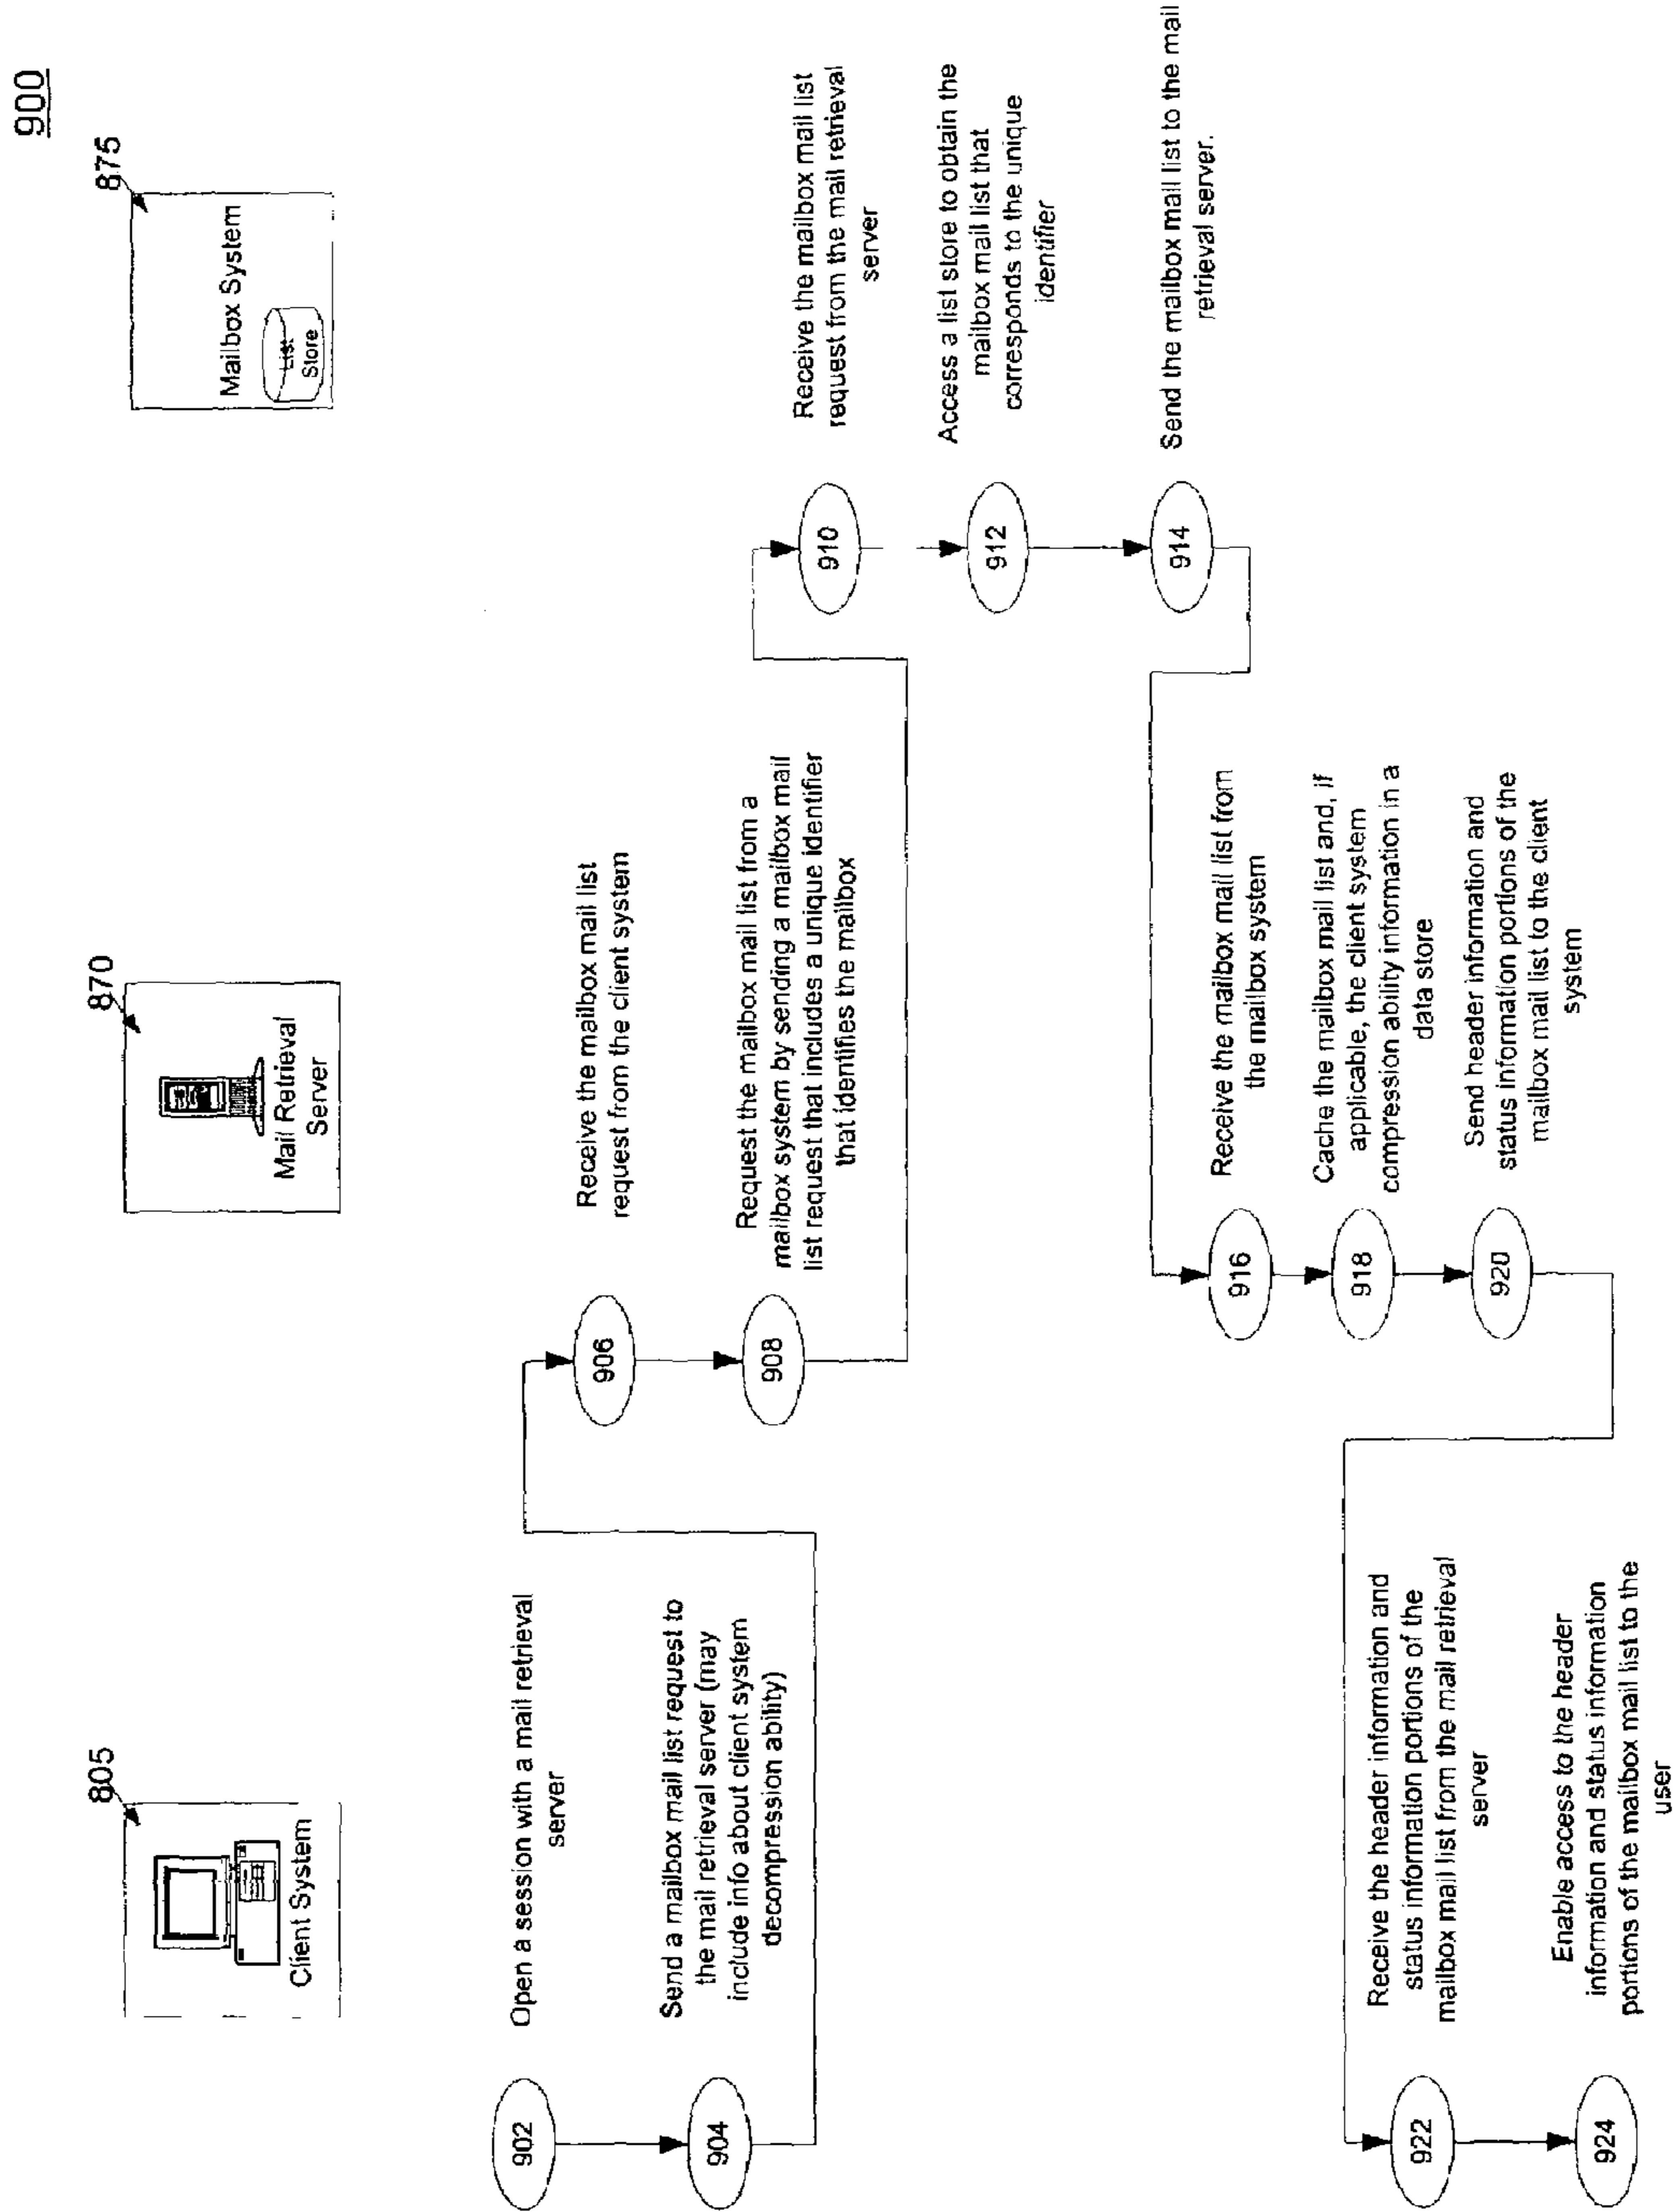 900
805
Client System
870
Mail Retrieval
Server
875
Mailbox System
List
Store
902
Open a session with a mail retrieval
server
904
Send a mailbox mail list request to
the mail retrieval server (may
include info about client system
decompression ability)
906
Receive the mailbox mail list
request from the client system
908
Request the mailbox mail list from a
mailbox system by sending a mailbox mail
list request that includes a unique identifier
that identifies the mailbox
910
Receive the mailbox mail list
request from the mail retrieval
server
912
Access a list store to obtain the
mailbox mail list that
corresponds to the unique
identifier
914
Send the mailbox mail list to the mail
retrieval server.
916
Receive the mailbox mail list from
the mailbox system
918
Cache the mailbox mail list and, if
applicable, the client system
compression ability information in a
data store
920
Send header information and
status information portions of the
mailbox mail list to the client
system
922
Receive the header information and
status information portions of the
mailbox mail list from the mail retrieval
server
924
Enable access to the header
information and status information
portions of the mailbox mail list to the
user